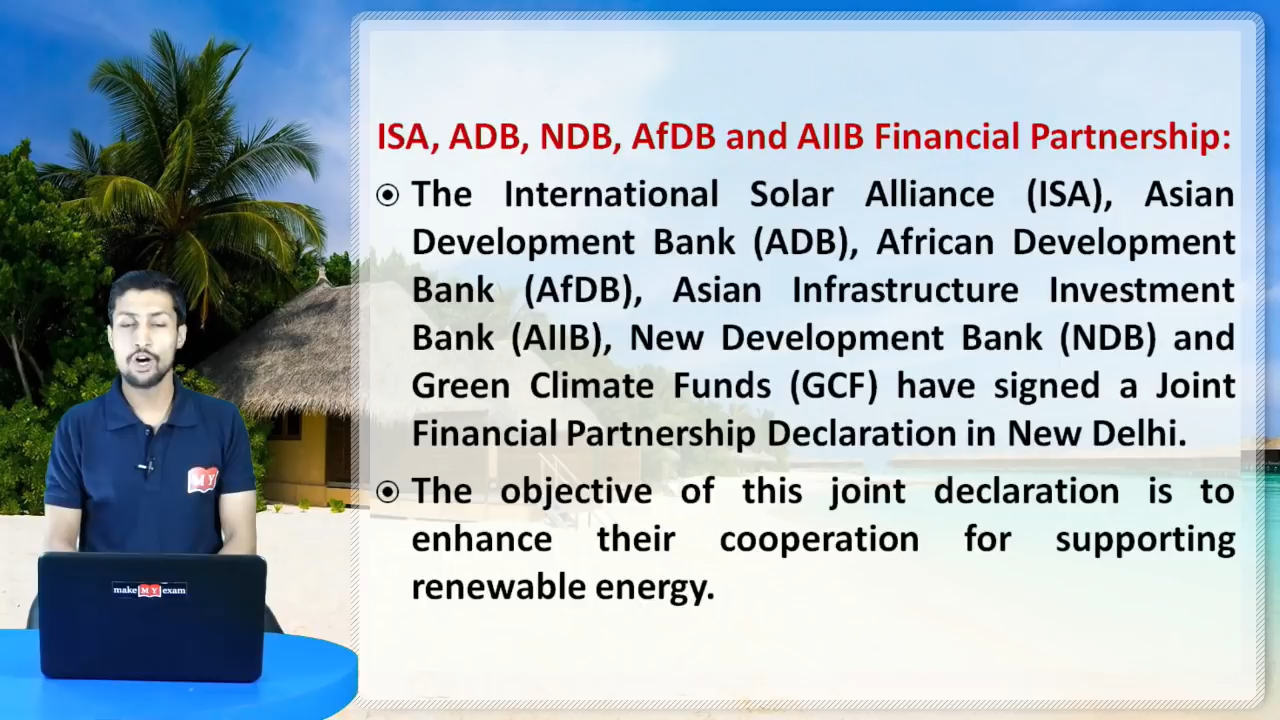 ISA, ADB, NDB, AfDB and AIIB Financial Partnership:
The International Solar Alliance (ISA), Asian
Development Bank (ADB), African Development
Bank (AfDB), Asian Infrastructure Investment
Bank (AIIB), New Development Bank (NDB) and
Green Climate Funds (GCF) have signed a Joint
Financial Partnership Declaration in New Delhi.
The objective of this joint declaration is to
enhance their cooperation for supporting
renewable energy.
MY
make MY exam